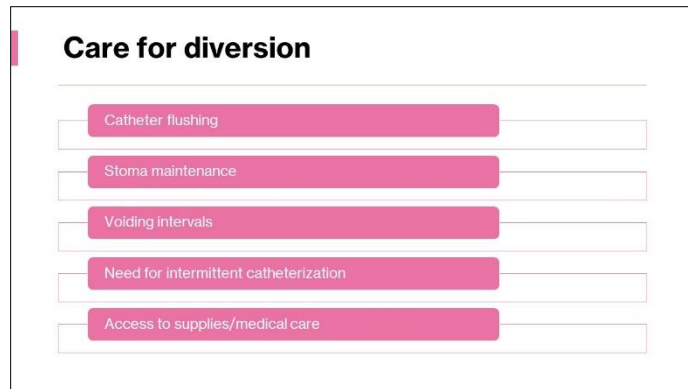 Care for diversion
Catheter flushing
Stoma maintenance
Voiding intervals
Need for intermittent catheterization
Access to supplies/medical care